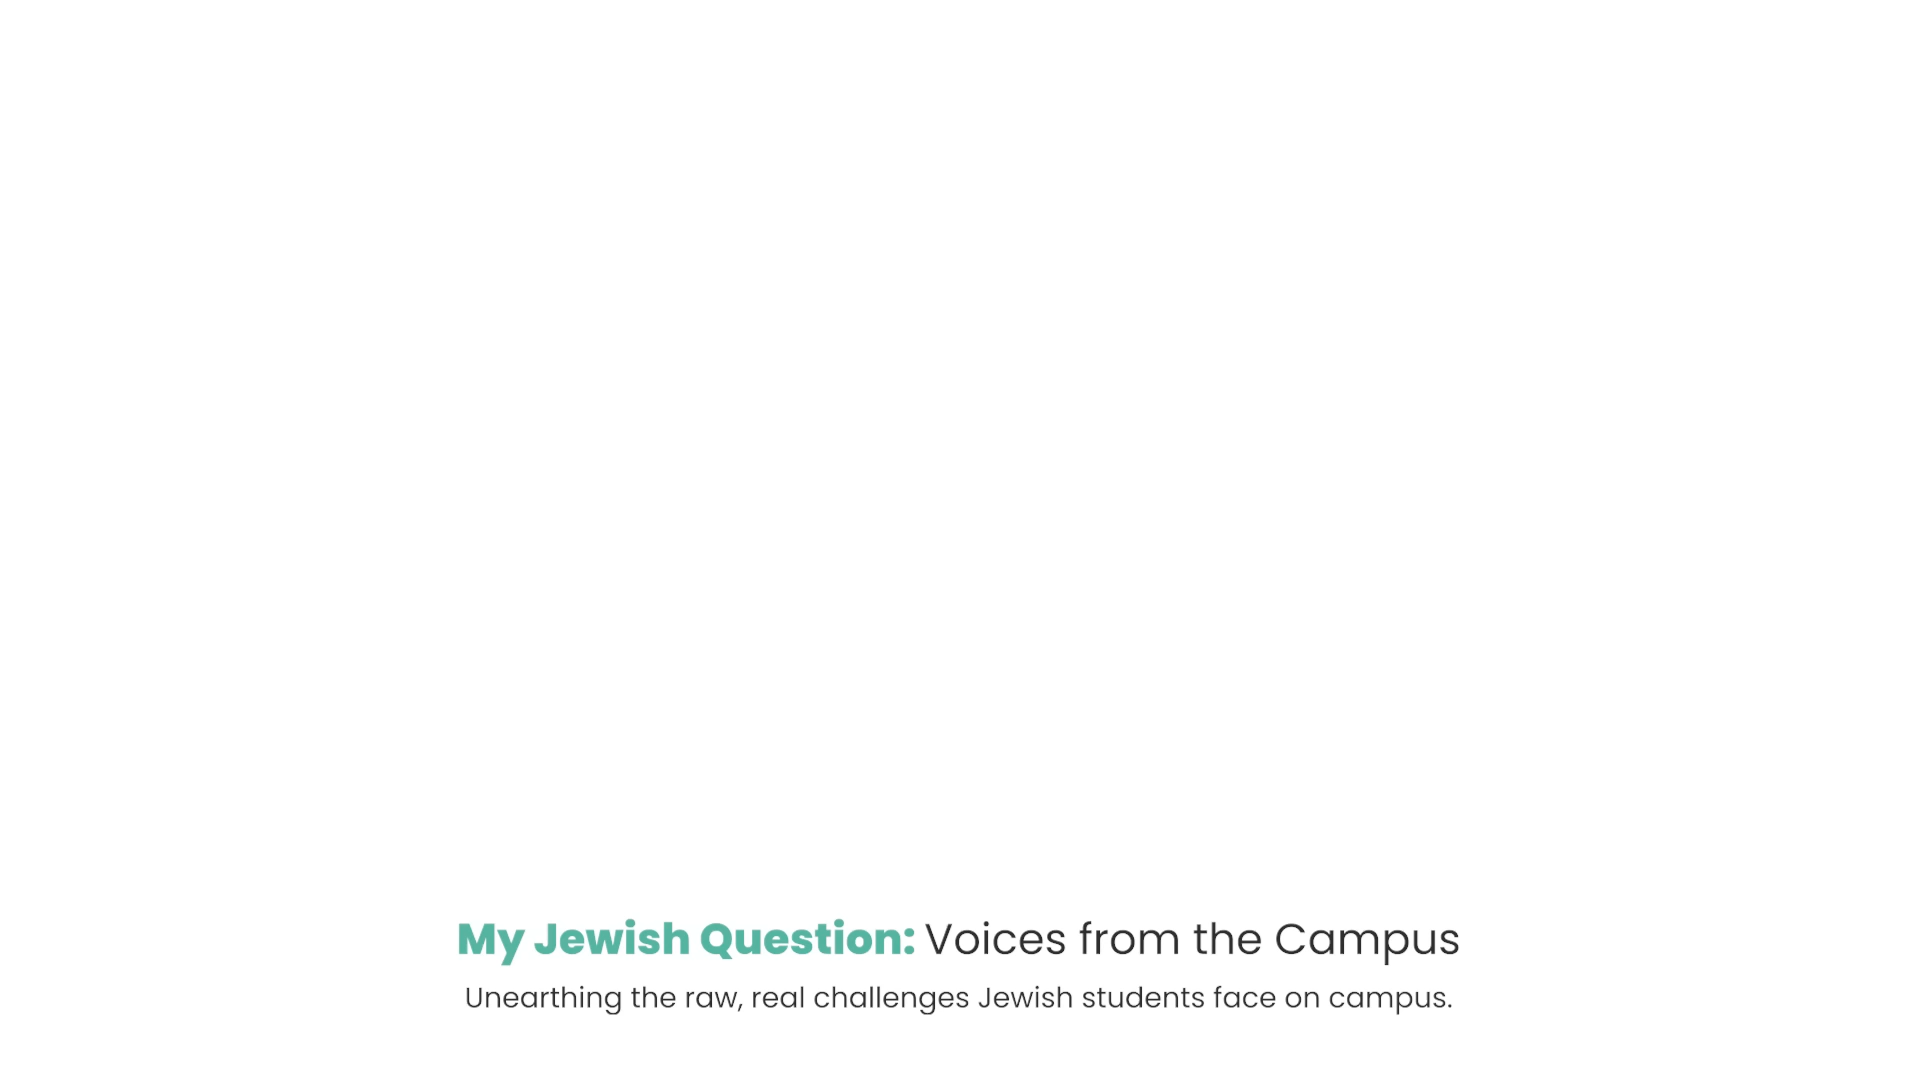 My Jewish Question: Voices from the Campus
Unearthing the raw, real challenges Jewish students face on campus.